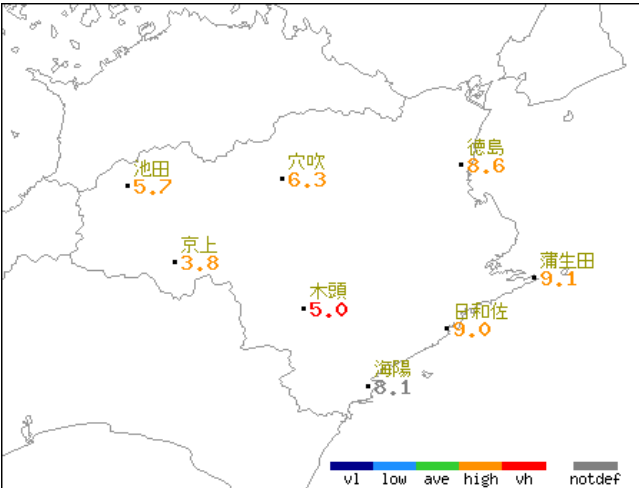 徳島
8.6
穴吹
6.3
池田
5.7
京上
3.8
蒲生田
9.1
木頭
5.0
日和佐
9.0
海陽
8.1
vl low ave high vh notdef